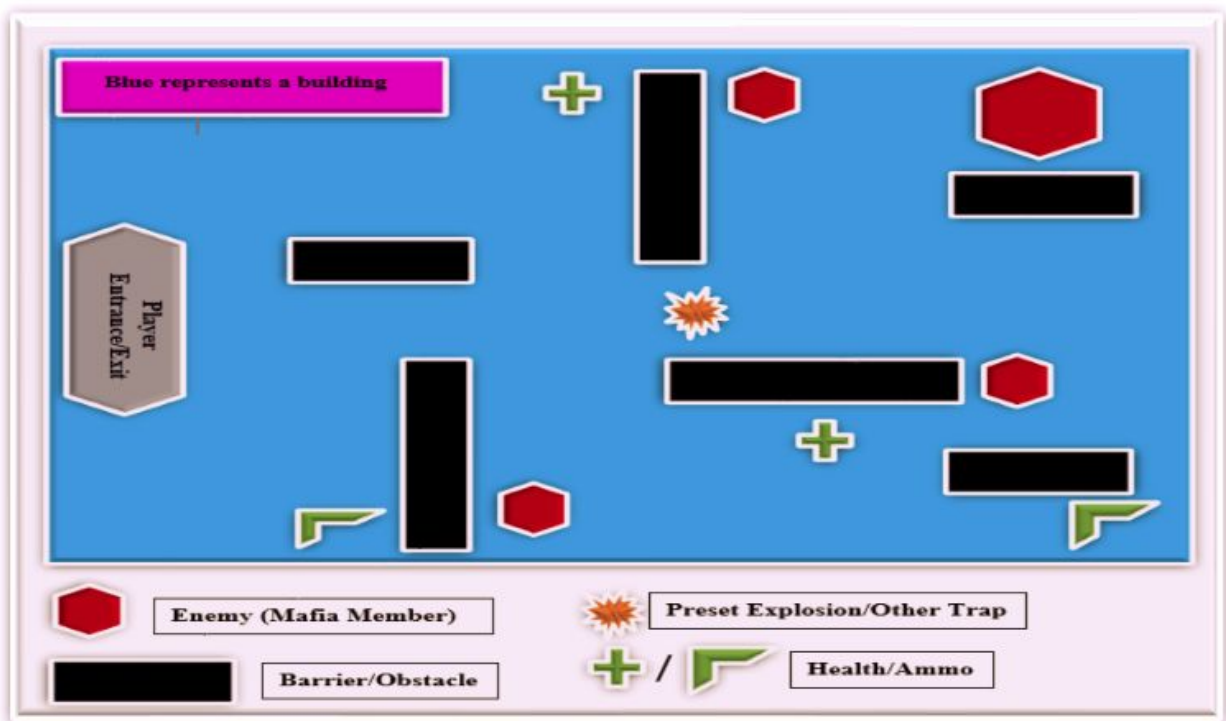 Blue represents a building
Player
Entrance/Exit
Enemy (Mafia Member)
Preset Explosion/Other Trap
Barrier/Obstacle
/
Health/Ammo